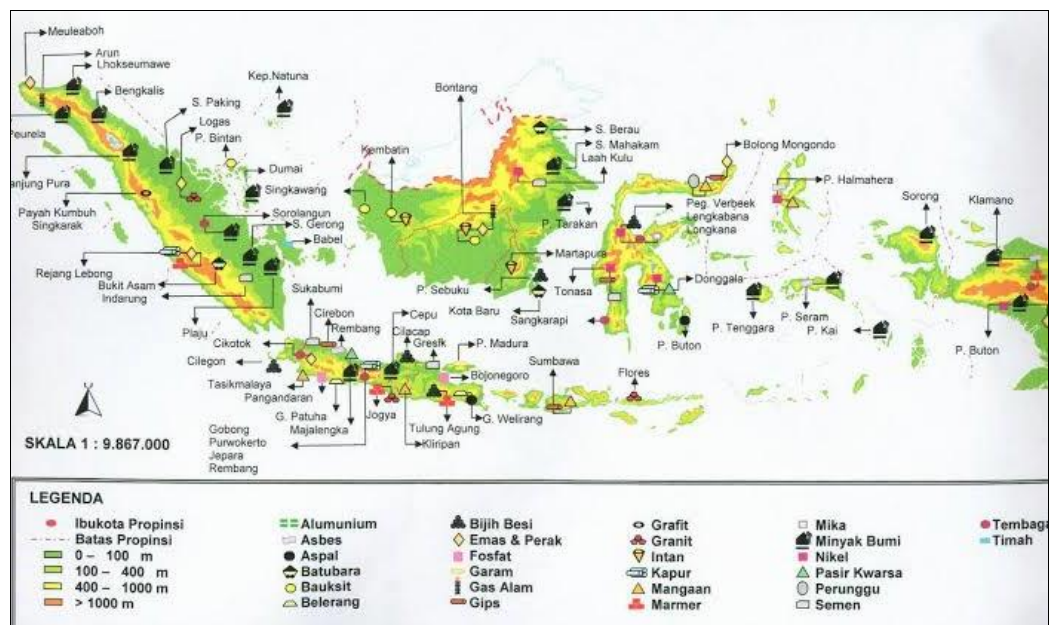 Meuleaboh
Arun
Lhokseumawe
Bengkalis
Kep.Natuna
S. Paking
Logas
P. Bintan
Peurela
Dumai
anjung Pura
Singkawang
Payah Kumbuh
Singkarak
Sorolangun
S. Gerong
Babel
Rejang Lebong
Bukit Asam
Indarung
Plaju
Bontang
Kembatin
S. Berau
S. Mahakam
Laah Kulu
P. Tarakan
Martapura
P. Sebuku
Kota Baru
Sangkarapi
Bolong Mongondo
P. Halmahera
Peg. Verbeek
Lengkabana
Longkana
Tonasa
Donggala
P. Buton
P. Tenggara
P. Seram
P. Kai
Sorong
Klamano
P. Buton
Sukabumi
Cirebon
Rembang
Cepu
Cilacap
Gresik
P. Madura
Cikotok
Cilegon
Tasikmalaya
Pangandaran
G. Patuha
Majalengka
Jogya
Bojonegoro
G. Welirang
Tulung Agung
Kliripan
Gobong
Purwokerto
Jepara
Rembang
Sumbawa
Flores
SKALA 1 : 9.867.000
LEGENDA
Ibukota Propinsi
Batas Propinsi
0 – 100 m
100 – 400 m
400 – 1000 m
> 1000 m
Alumunium
Asbes
Aspal
Batubara
Bauksit
Belerang
Bijih Besi
Emas & Perak
Fosfat
Garam
Gas Alam
Gips
Grafit
Granit
Intan
Kapur
Mangaan
Marmer
Mika
Minyak Bumi
Nikel
Pasir Kwarsa
Perunggu
Semen
Tembaga
Timah